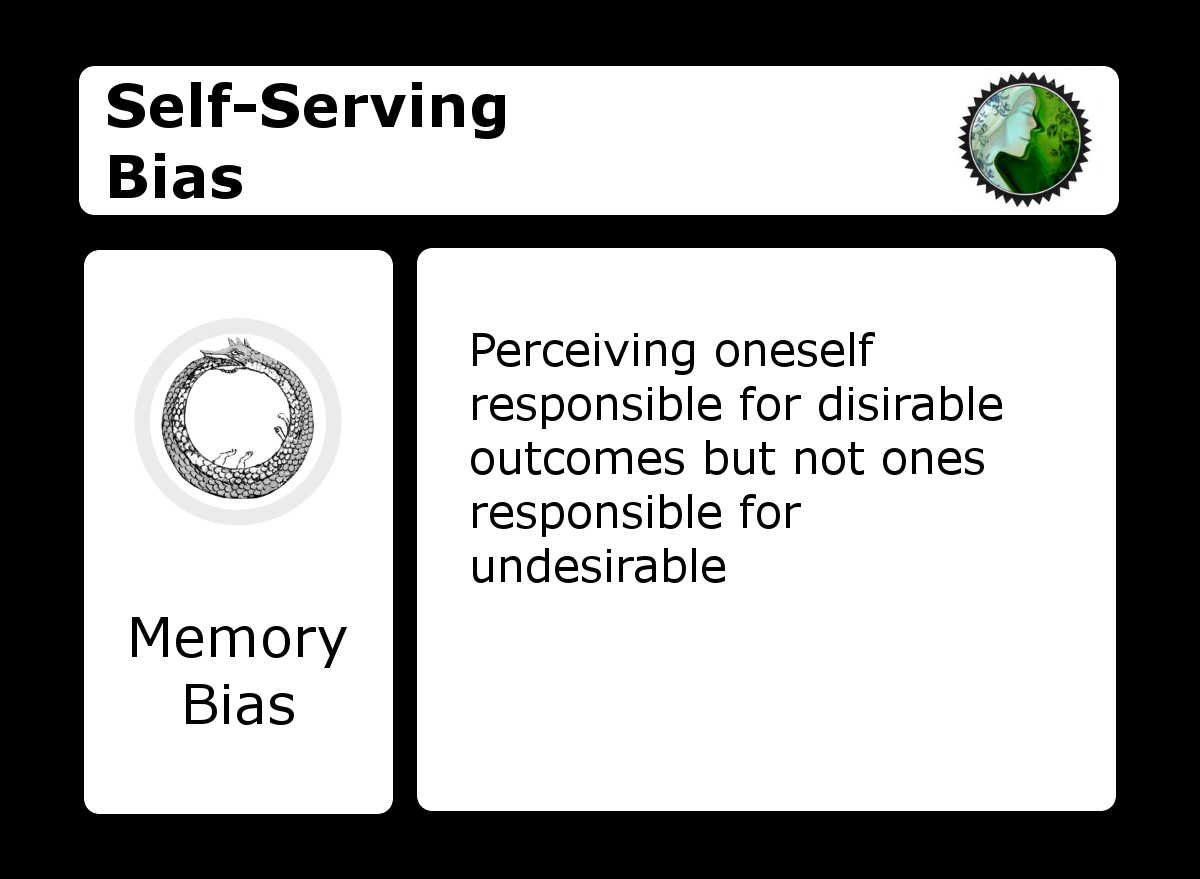 Self-Serving
Bias
Memory
Bias
Perceiving oneself
responsible for disirable
outcomes but not ones
responsible for
undesirable